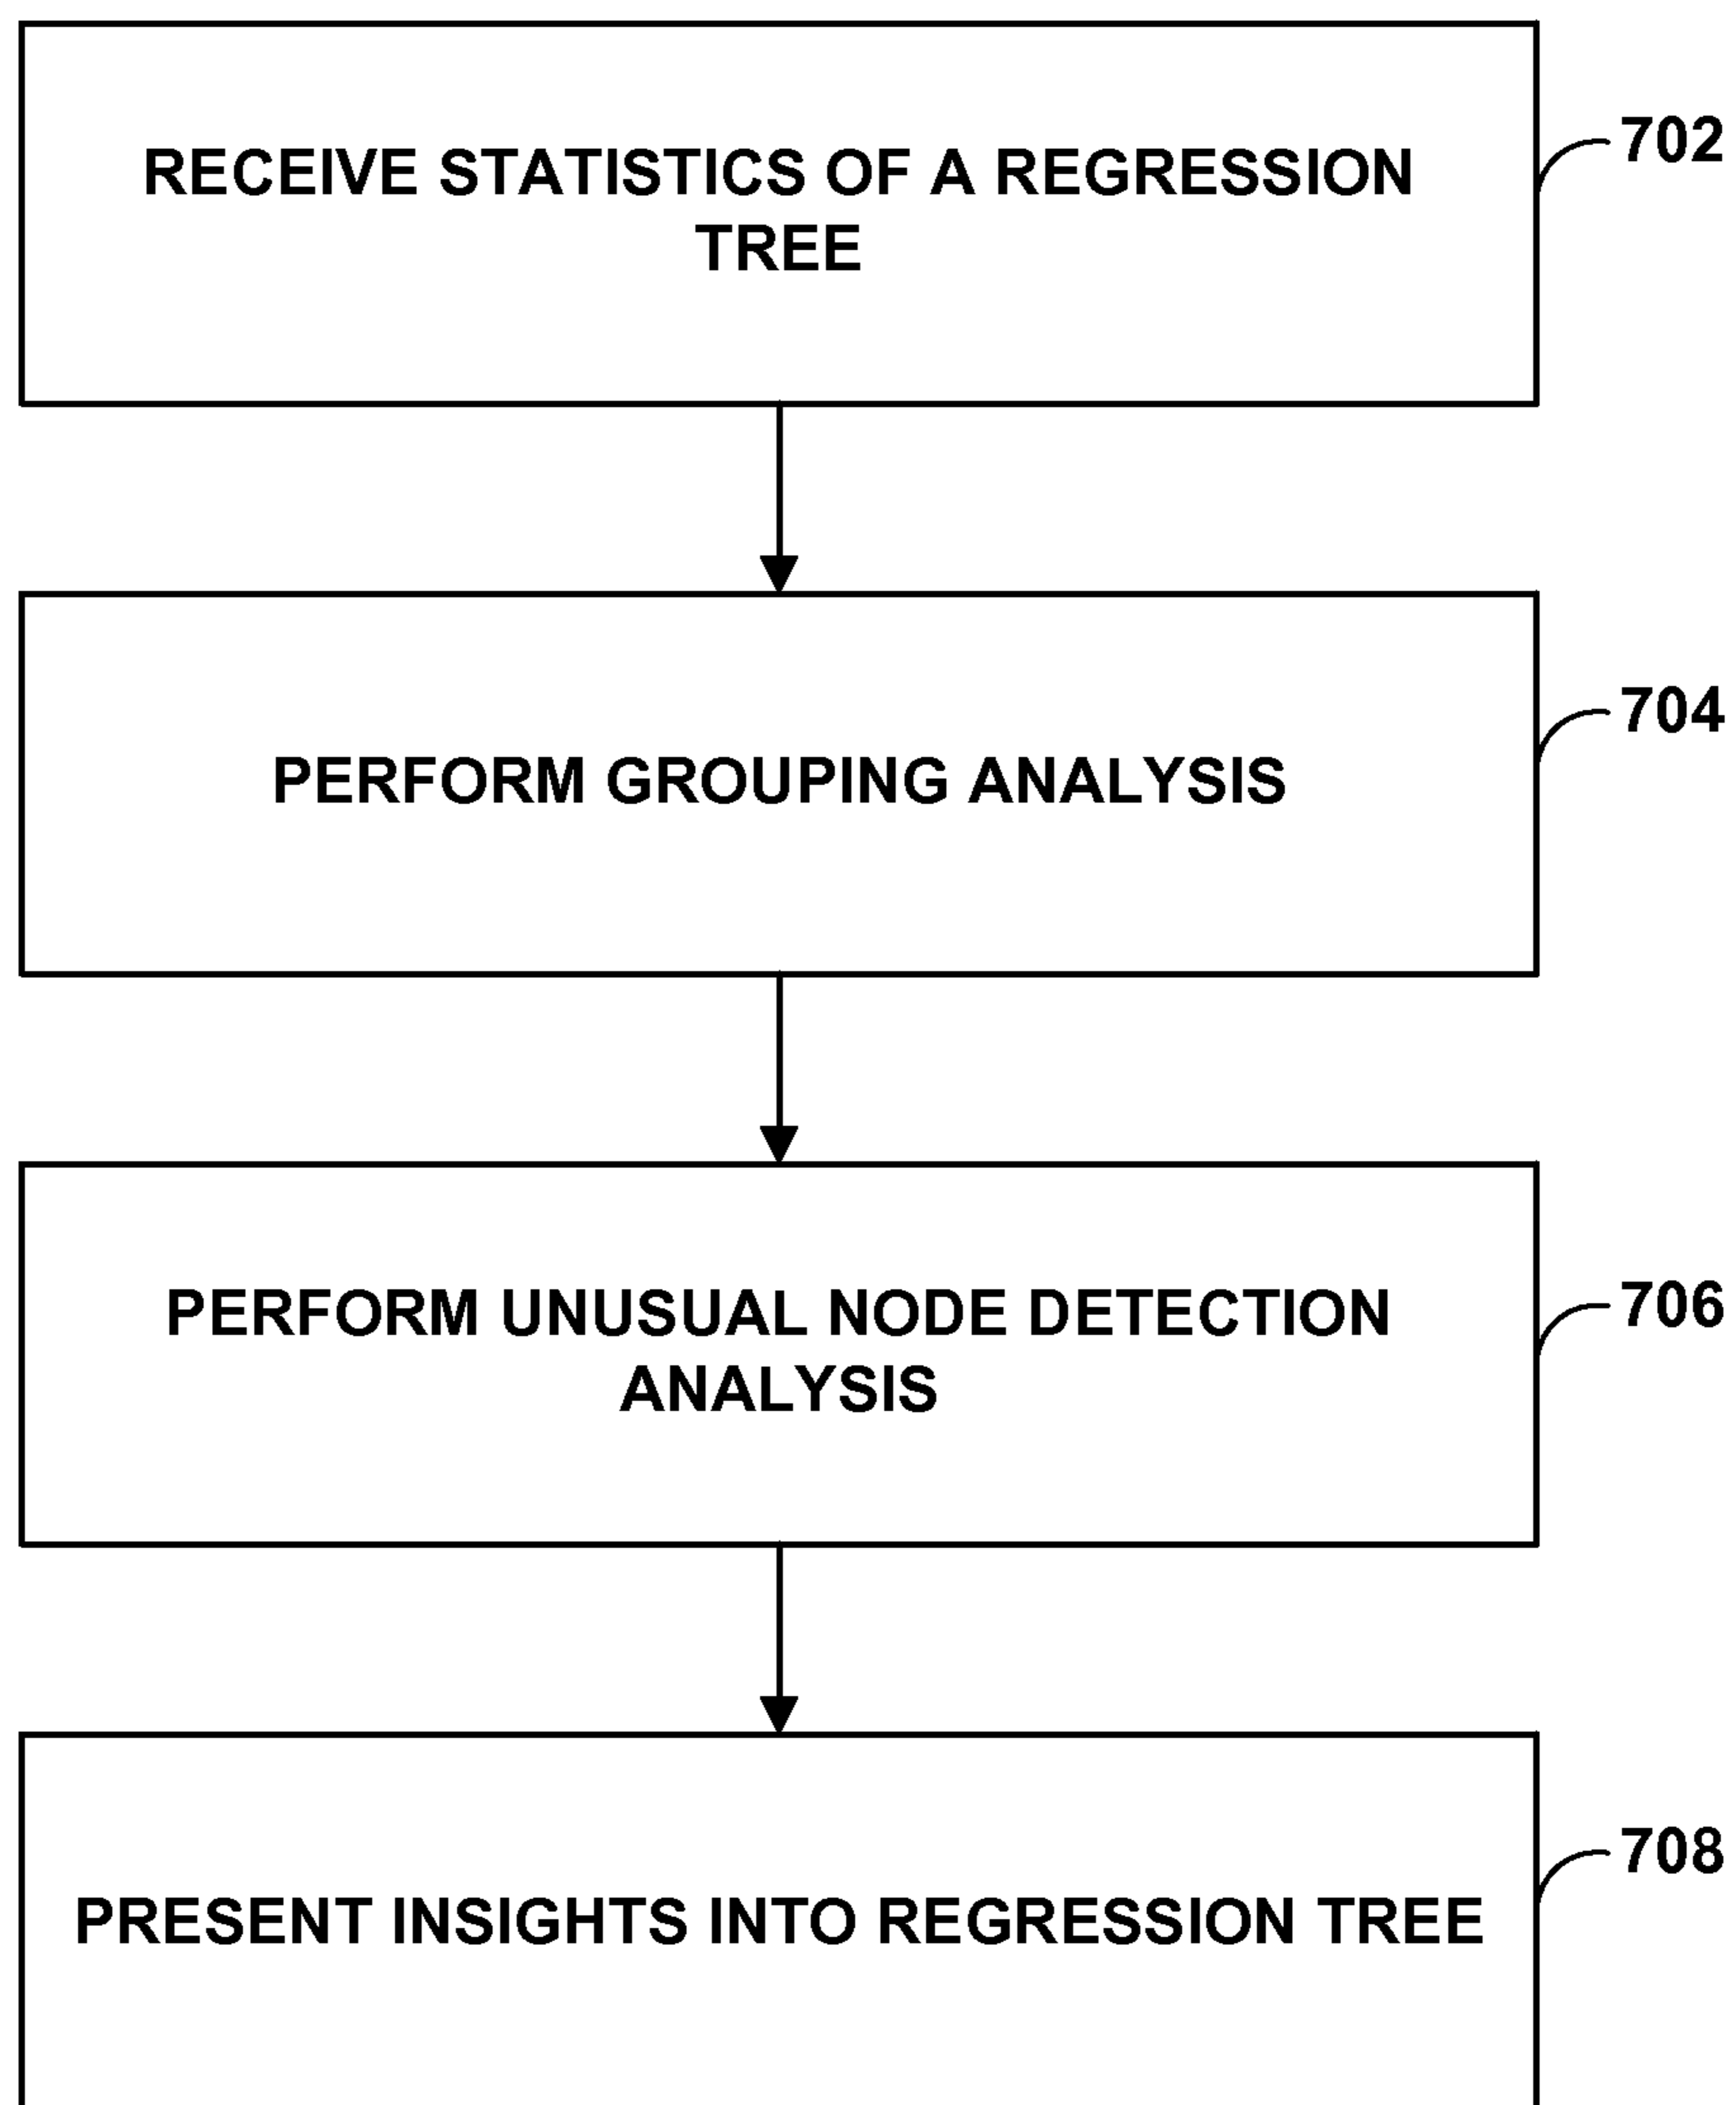 RECEIVE STATISTICS OF A REGRESSION
TREE
702
PERFORM GROUPING ANALYSIS
704
PERFORM UNUSUAL NODE DETECTION
ANALYSIS
706
PRESENT INSIGHTS INTO REGRESSION TREE
708